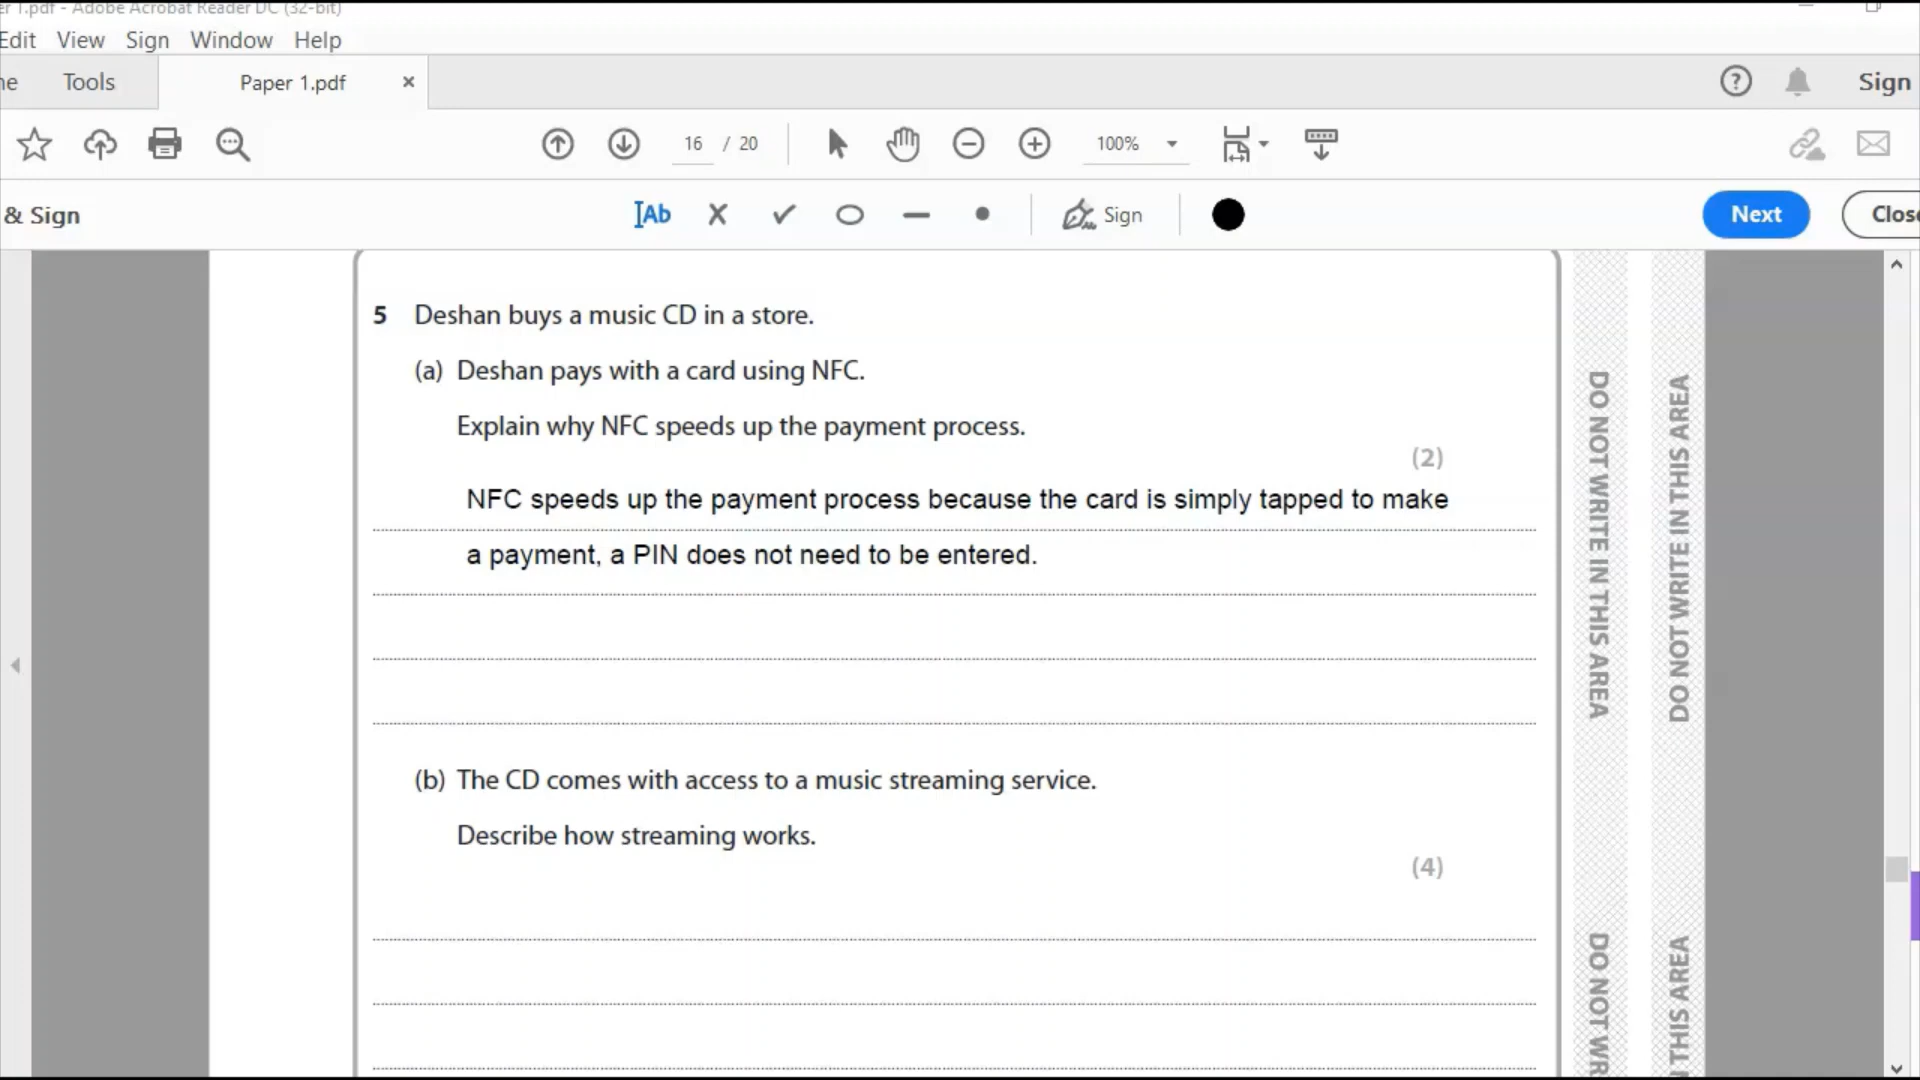 er 1.pdf - Adobe Acrobat Reader DC (32-bit)
Edit View Sign Window Help
ne Tools Paper 1.pdf × ? Sign
16 / 20 100%
& Sign Ab Sign Next Close
5 Deshan buys a music CD in a store.
(a) Deshan pays with a card using NFC.
Explain why NFC speeds up the payment process.
(2)
NFC speeds up the payment process because the card is simply tapped to make
a payment, a PIN does not need to be entered.
(b) The CD comes with access to a music streaming service.
Describe how streaming works.
(4)
DO NOT WRITE IN THIS AREA
DO NOT WRITE IN THIS AREA
DO NOT WR
N THIS AREA